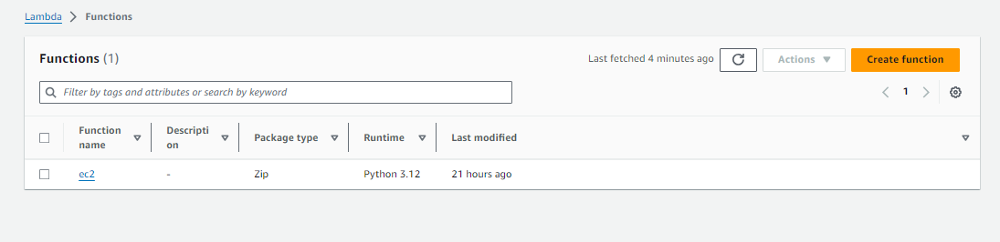 Lambda > Functions
Functions (1)
Last fetched 4 minutes ago
Actions
Create function
Filter by tags and attributes or search by keyword
1
Function name
Description
Package type
Runtime
Last modified
ec2
-
Zip
Python 3.12
21 hours ago